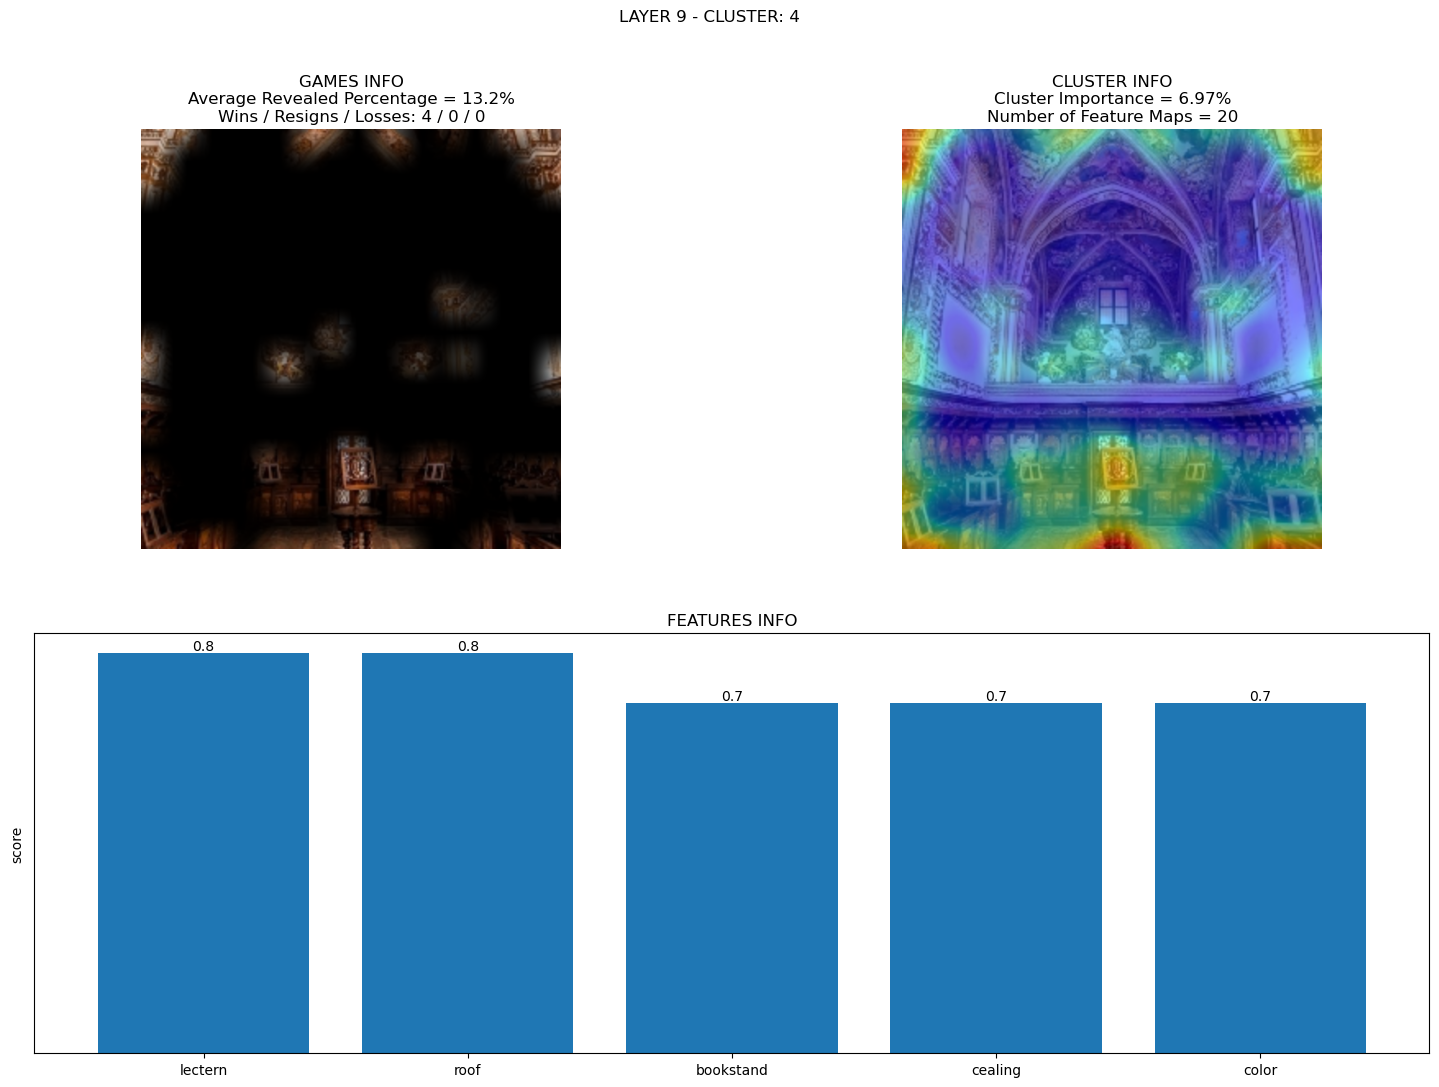 LAYER 9 - CLUSTER: 4
GAMES INFO
Average Revealed Percentage = 13.2%
Wins / Resigns / Losses: 4 / 0 / 0
CLUSTER INFO
Cluster Importance = 6.97%
Number of Feature Maps = 20
FEATURES INFO
0.8
0.8
0.7
0.7
0.7
score
lectern
roof
bookstand
cealing
color